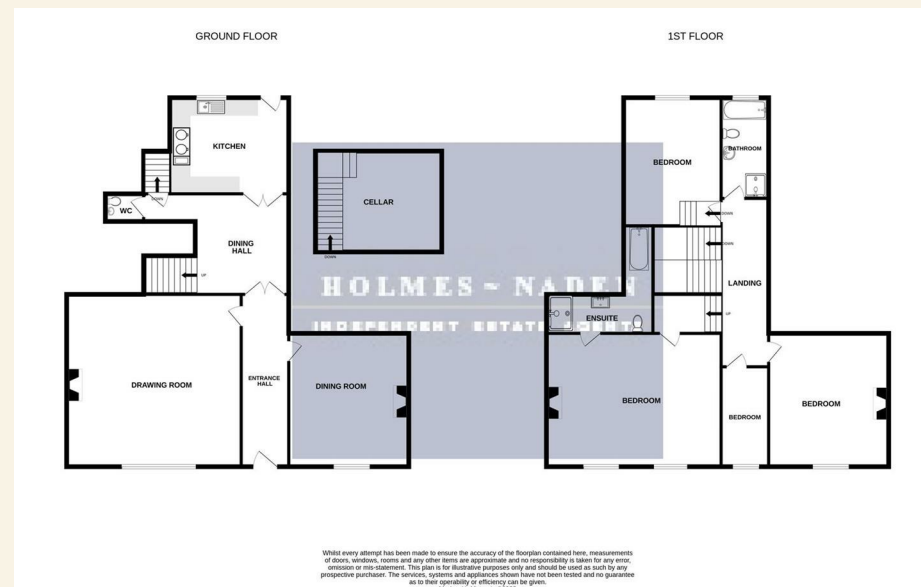 GROUND FLOOR
1ST FLOOR
KITCHEN
DOWN
WC
DINING
HALL
UP
DRAWING ROOM
ENTRANCE
HALL
DINING ROOM
CELLAR
DOWN
HOLMES ~ NADEN
INDEPENDENT ESTATE AGENT
BEDROOM
BATHROOM
DOWN
DOWN
LANDING
UP
ENSUITE
BEDROOM
BEDROOM
BEDROOM
Whilst every attempt has been made to ensure the accuracy of the floorplan contained here, measurements
of doors, windows, rooms and any other items are approximate and no responsibility is taken for any error,
omission or mis-statement. This plan is for illustrative purposes only and should be used as such by any
prospective purchaser. The services, systems and appliances shown have not been tested and no guarantee
as to their operability or efficiency can be given.